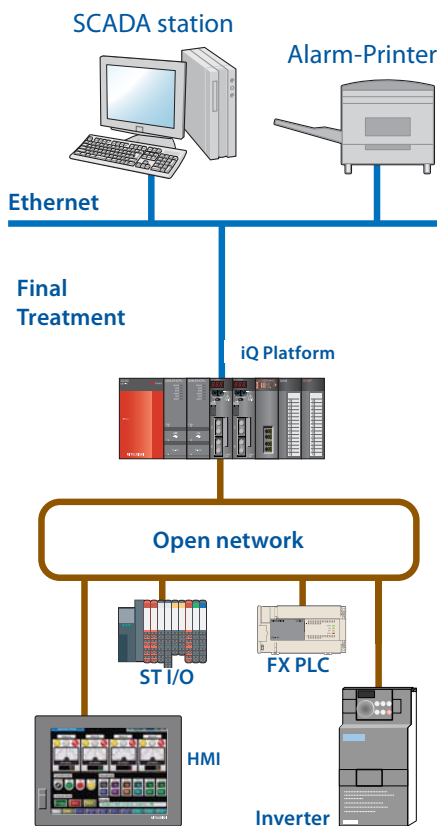 SCADA station
Alarm-Printer
Ethernet
Final
Treatment
iQ Platform
Open network
ST I/O
FX PLC
HMI
Inverter